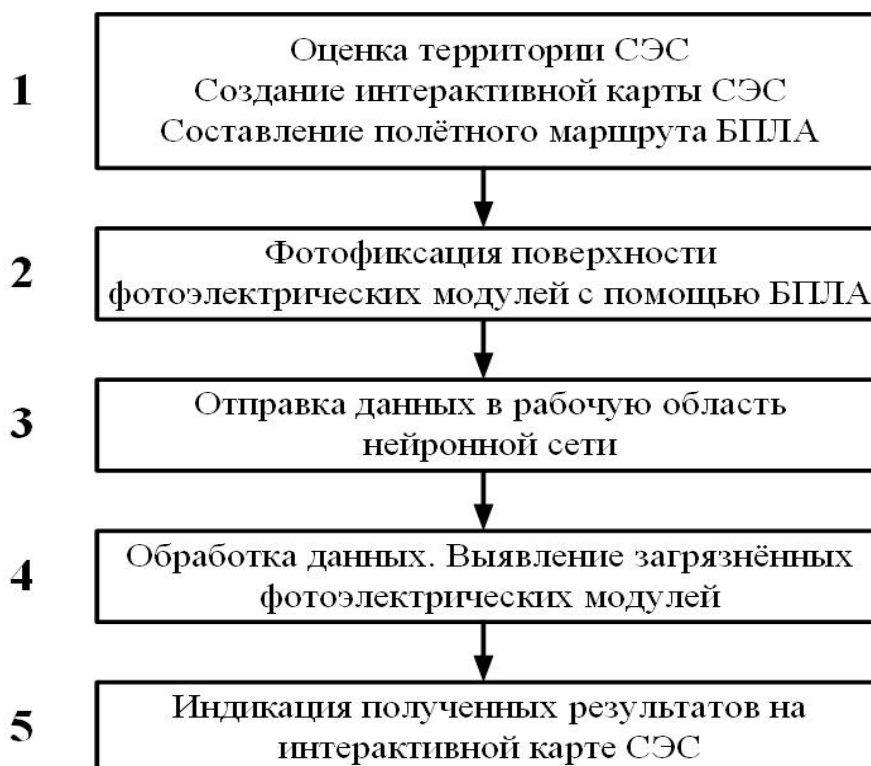 1
Оценка территории СЭС
Создание интерактивной карты СЭС
Составление полётного маршрута БПЛА
2
Фотофиксация поверхности
фотоэлектрических модулей с помощью БПЛА
3
Отправка данных в рабочую область
нейронной сети
4
Обработка данных. Выявление загрязнённых
фотоэлектрических модулей
5
Индикация полученных результатов на
интерактивной карте СЭС